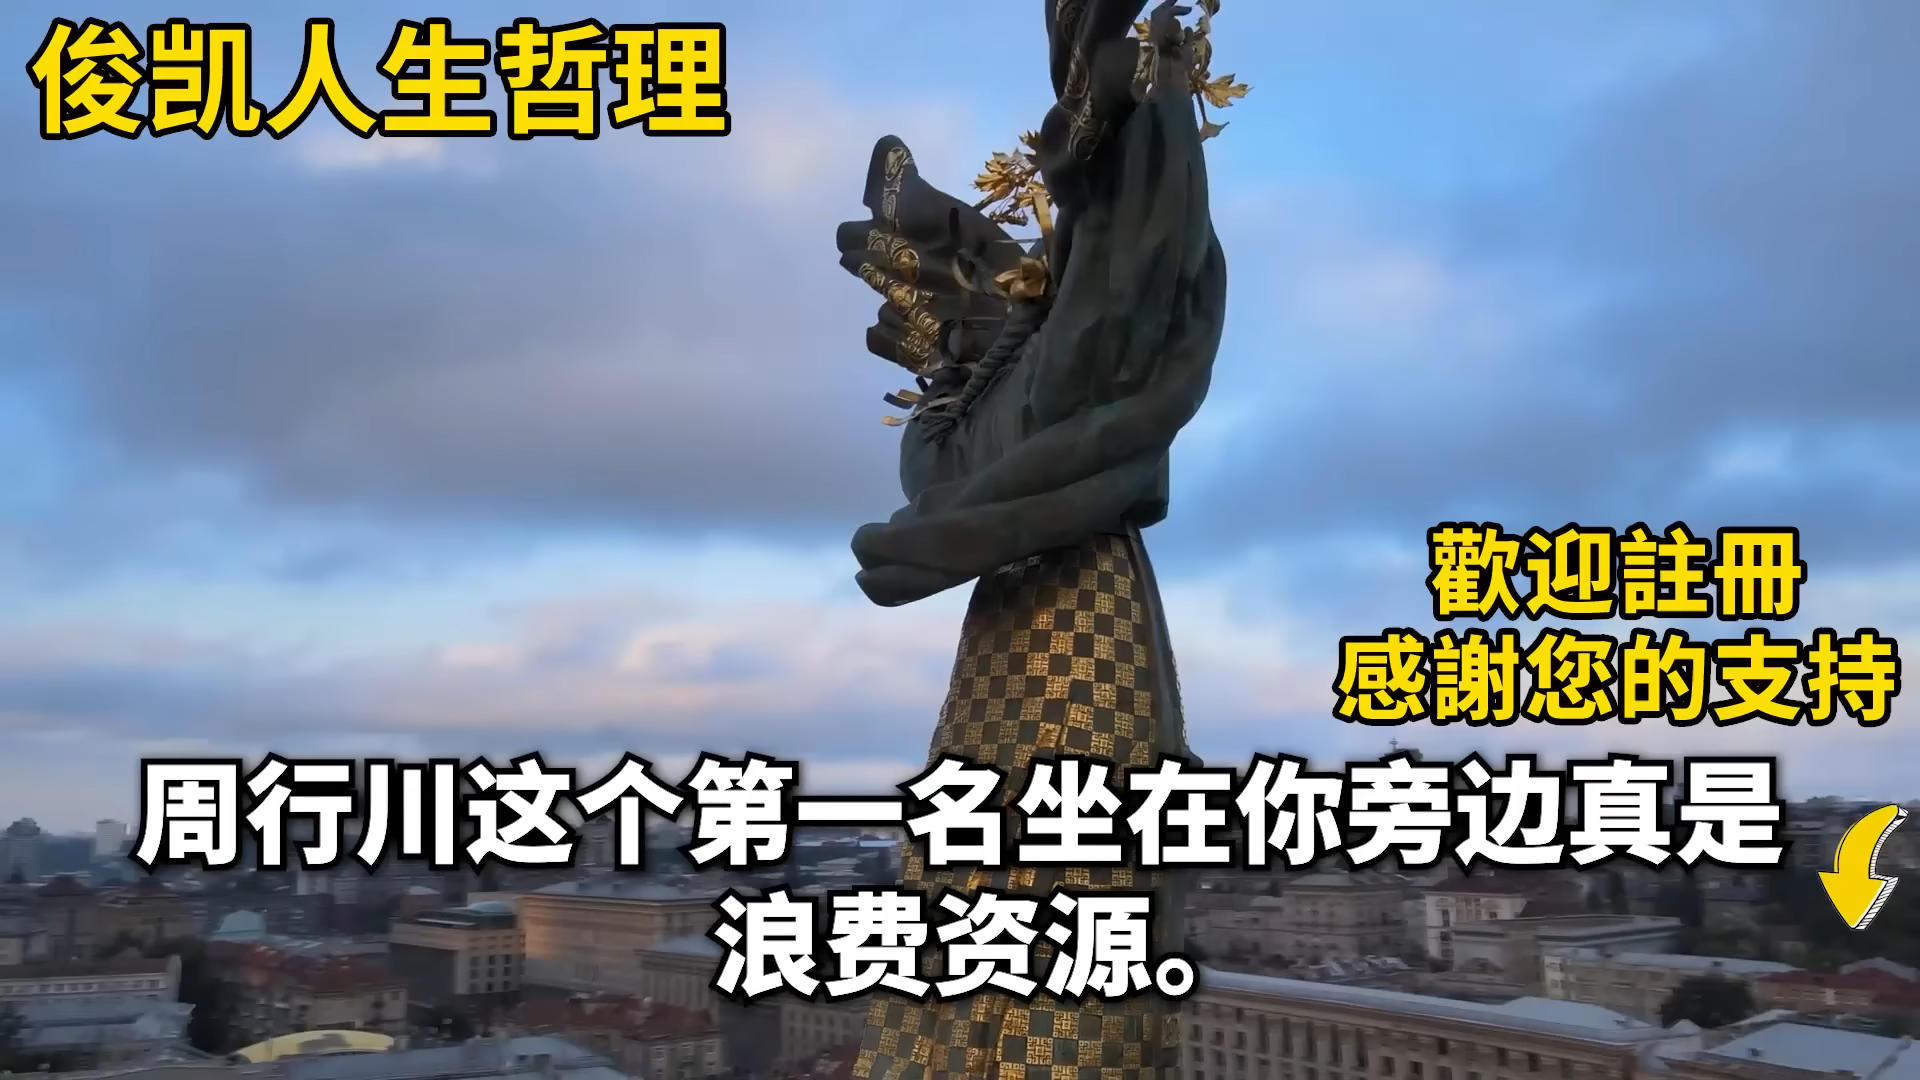 俊凯人生哲理
歡迎註冊
感謝您的支持
周行川这个第一名坐在你旁边真是
浪费资源。